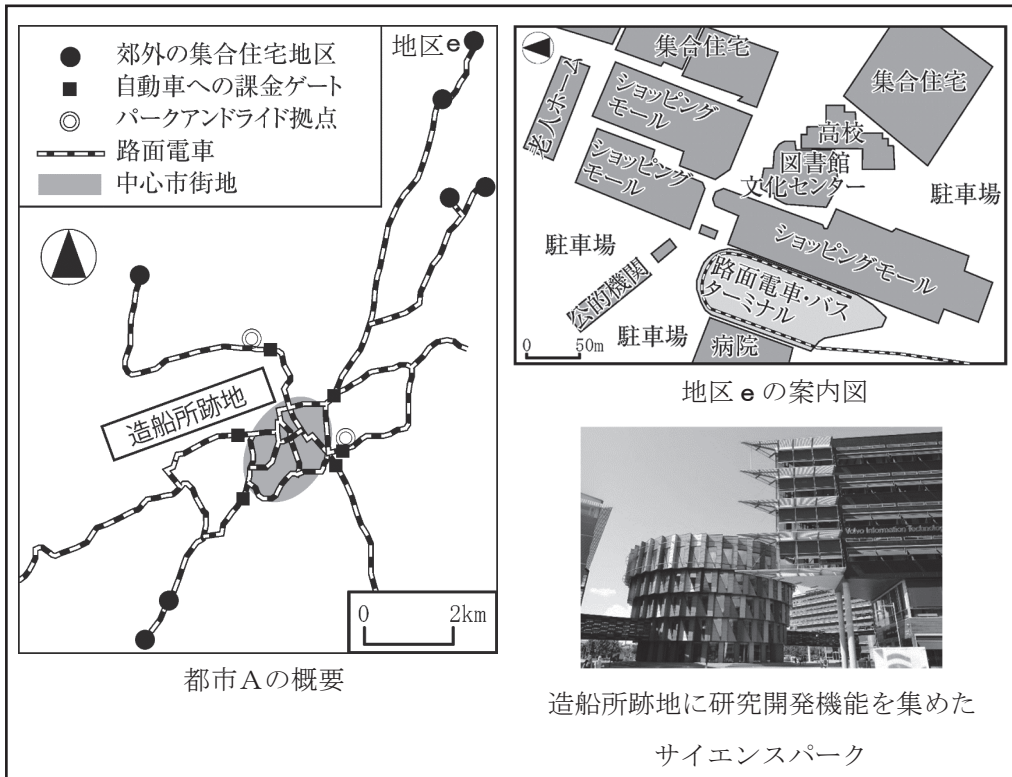 郊外の集合住宅地区
自動車への課金ゲート
パークアンドライド拠点
路面電車
中心市街地
地区e
造船所跡地
0 2km
都市Aの概要
集合住宅
集合住宅
老人ホーム
ショッピング
モール
高校
ショッピング
モール
図書館
文化センター
駐車場
駐車場
ショッピングモール
公的機関
路面電車・バス
ターミナル
駐車場
病院
0 50m
地区eの案内図
Volvo Information Technology
造船所跡地に研究開発機能を集めた
サイエンスパーク